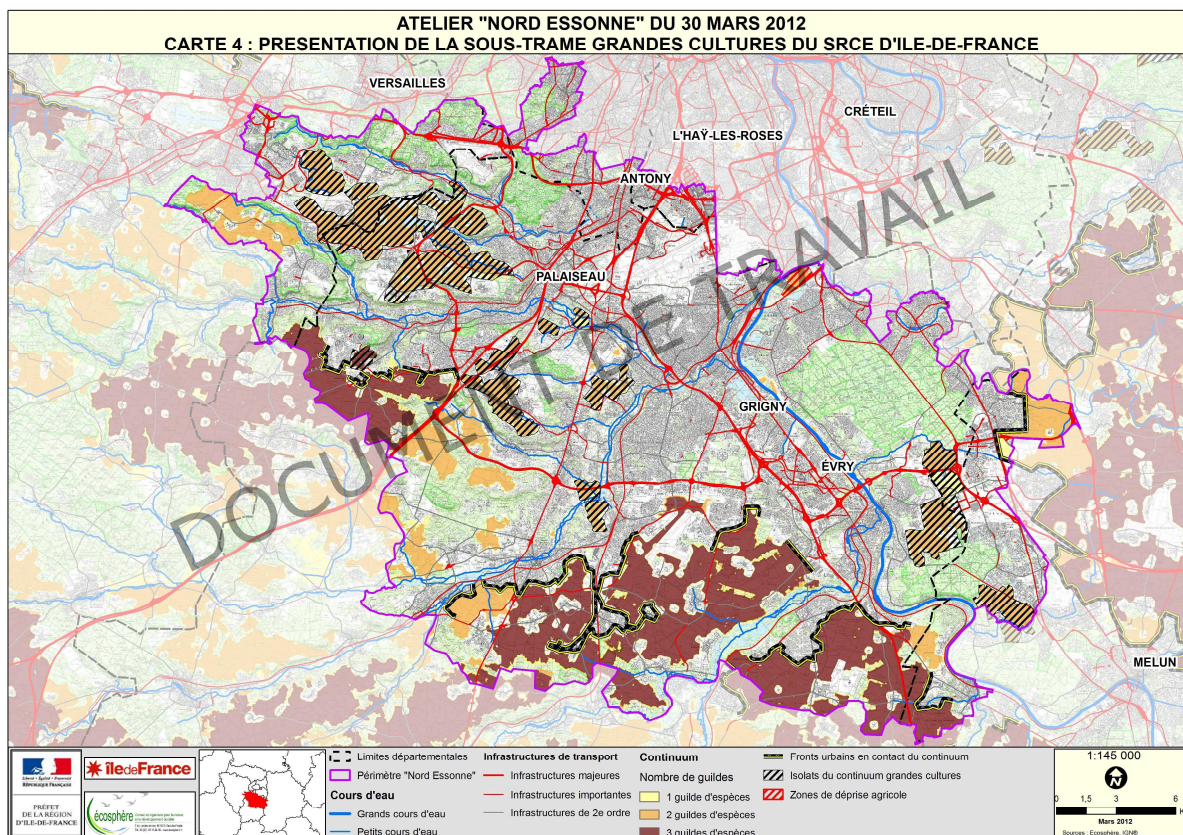 ATELIER "NORD ESSONNE" DU 30 MARS 2012
CARTE 4 : PRESENTATION DE LA SOUS-TRAME GRANDES CULTURES DU SRCE D'ILE-DE-FRANCE
VERSAILLES
CRÉTEIL
L'HAŸ-LES-ROSES
ANTONY
PALAISEAU
GRIGNY
ÉVRY
MELUN
DOCUMENT DE TRAVAIL
Liberté • Égalité • Fraternité
RÉPUBLIQUE FRANÇAISE
PRÉFET
DE LA RÉGION
D'ILE-DE-FRANCE
îledeFrance
écosphère
Limites départementales
Périmètre "Nord Essonne"
Cours d'eau
Grands cours d'eau
Petits cours d'eau
Infrastructures de transport
Infrastructures majeures
Infrastructures importantes
Infrastructures de 2e ordre
Continuum
Nombre de guildes
1 guilde d'espèces
2 guildes d'espèces
3 guildes d'espèces
Fronts urbains en contact du continuum
Isolats du continuum grandes cultures
Zones de déprise agricole
1:145 000
N
0 1,5 3 6
K
Mars 2012
Sources : Ecosphère, IGN®